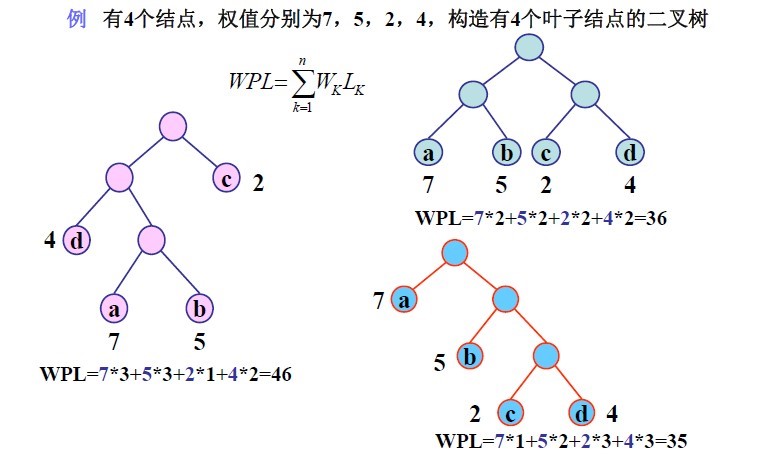 例 有4个结点，权值分别为7，5，2，4，构造有4个叶子结点的二叉树
WPL=∑WKLK
n
k=1
a b c d
7 5 2 4
WPL=7*2+5*2+2*2+4*2=36
c 2
4 d
a b
7 5
WPL=7*3+5*3+2*1+4*2=46
7 a
5 b
2 c d 4
WPL=7*1+5*2+2*3+4*3=35